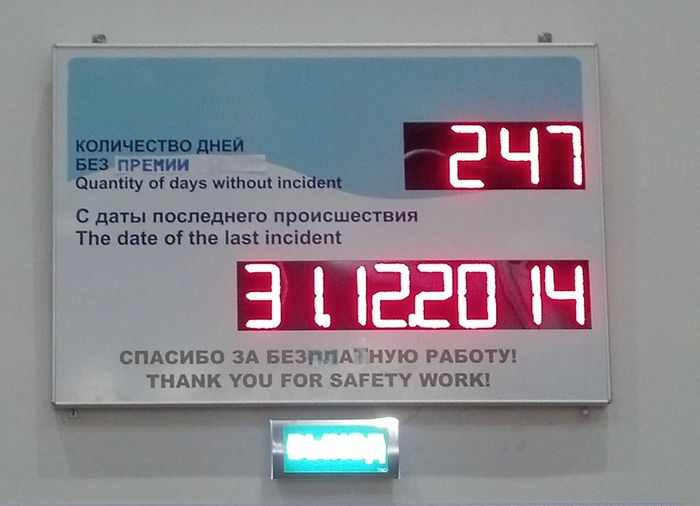 КОЛИЧЕСТВО ДНЕЙ
БЕЗ ПРЕМИИ
Quantity of days without incident
247
С даты последнего происшествия
The date of the last incident
31.12.2014
СПАСИБО ЗА БЕЗПЛАТНУЮ РАБОТУ!
THANK YOU FOR SAFETY WORK!
ВЫХОД